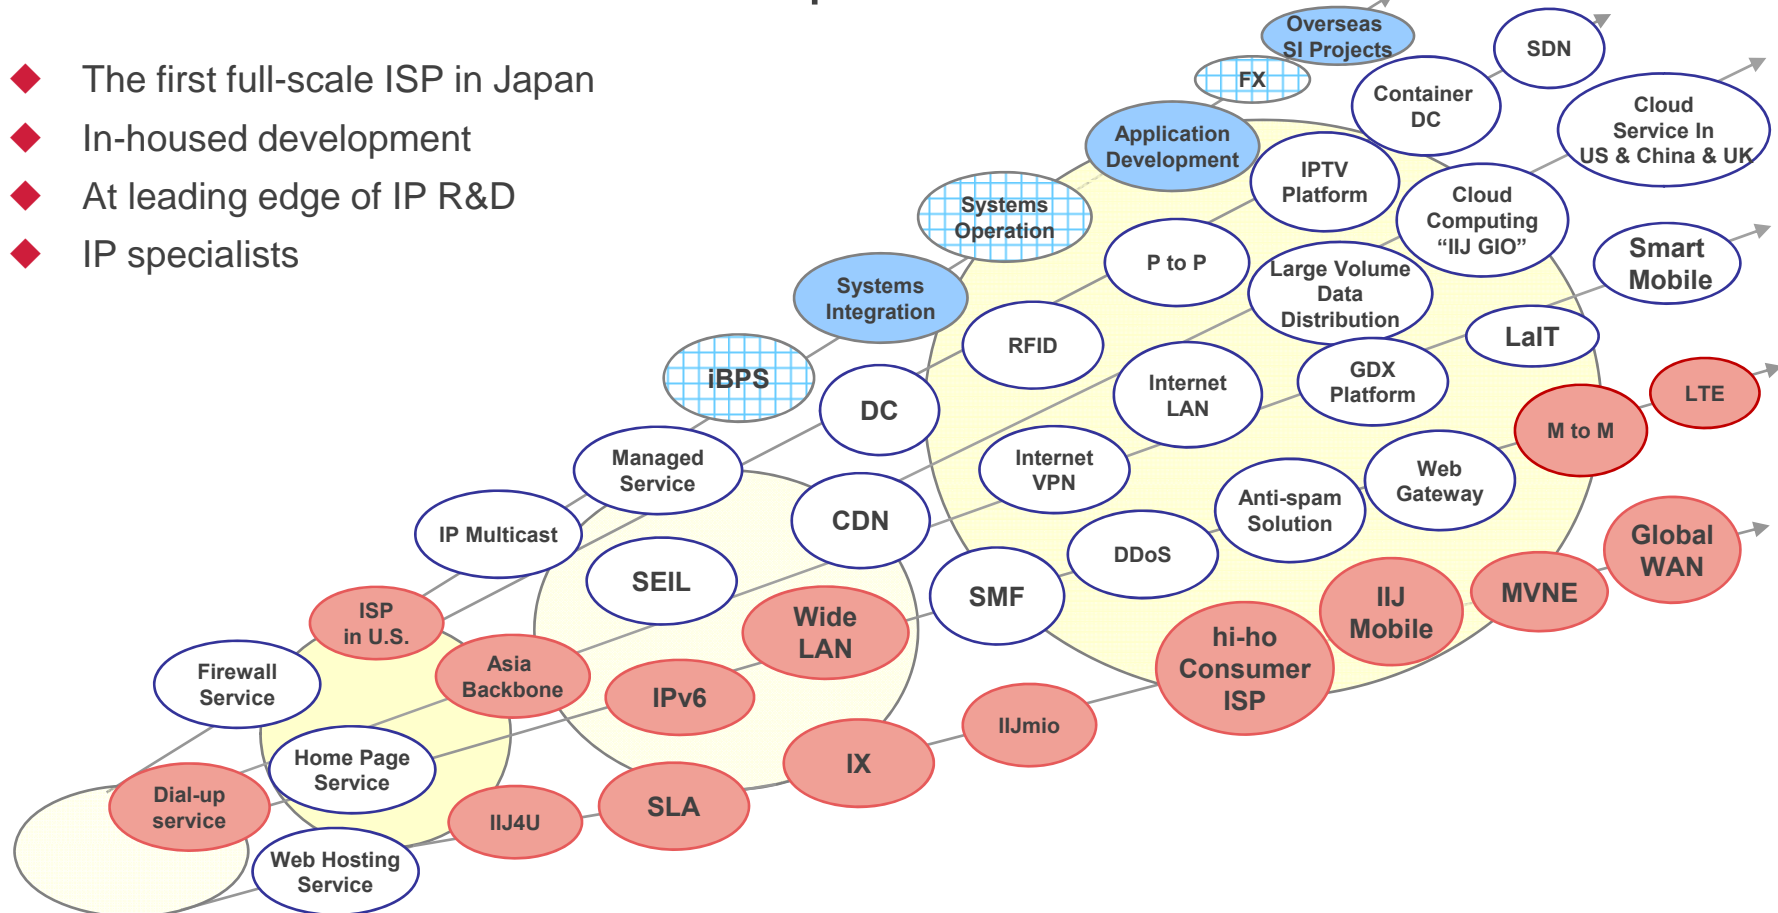 The first full-scale ISP in Japan
In-housed development
At leading edge of IP R&D
IP specialists
Overseas
SI Projects
SDN
FX
Container
DC
Cloud
Service In
US & China & UK
Application
Development
IPTV
Platform
Cloud
Computing
“IIJ GIO”
Systems
Operation
P to P
Large Volume
Data
Distribution
Smart
Mobile
Systems
Integration
RFID
LaIT
iBPS
DC
Internet
LAN
GDX
Platform
LTE
M to M
Managed
Service
Internet
VPN
Web
Gateway
IP Multicast
CDN
Anti-spam
Solution
Global
WAN
SEIL
DDoS
SMF
MVNE
ISP
in U.S.
Wide
LAN
IIJ
Mobile
hi-ho
Consumer
ISP
Firewall
Service
Asia
Backbone
IPv6
IIJmio
Home Page
Service
IX
Dial-up
service
IIJ4U
SLA
Web Hosting
Service